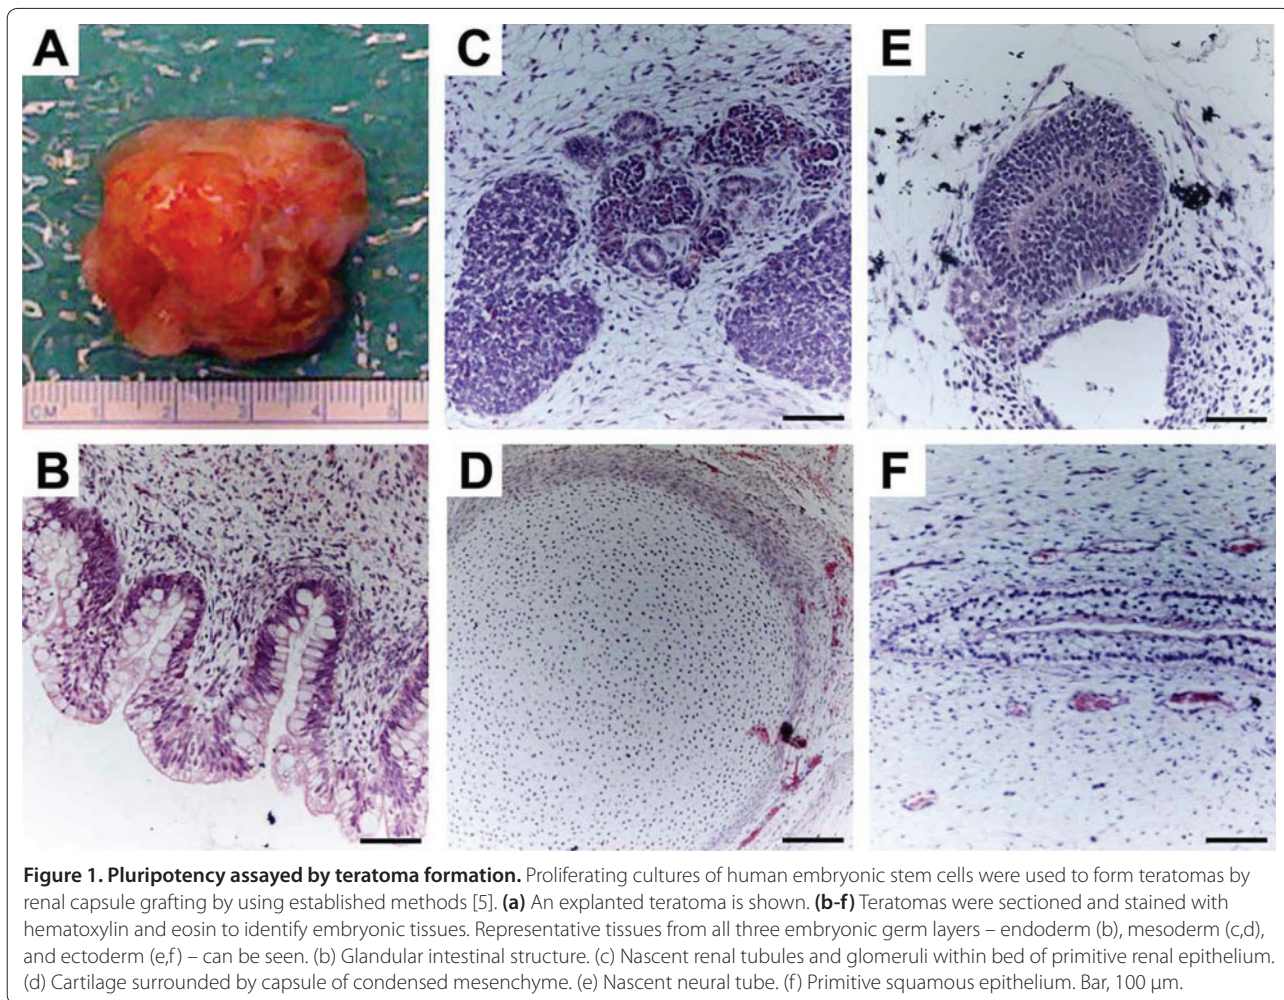 A
C
E
CM 1 2 3 4 5
B
D
F
Figure 1. Pluripotency assayed by teratoma formation. Proliferating cultures of human embryonic stem cells were used to form teratomas by
renal capsule grafting by using established methods [5]. (a) An explanted teratoma is shown. (b-f) Teratomas were sectioned and stained with
hematoxylin and eosin to identify embryonic tissues. Representative tissues from all three embryonic germ layers – endoderm (b), mesoderm (c,d),
and ectoderm (e,f) – can be seen. (b) Glandular intestinal structure. (c) Nascent renal tubules and glomeruli within bed of primitive renal epithelium.
(d) Cartilage surrounded by capsule of condensed mesenchyme. (e) Nascent neural tube. (f) Primitive squamous epithelium. Bar, 100 μm.